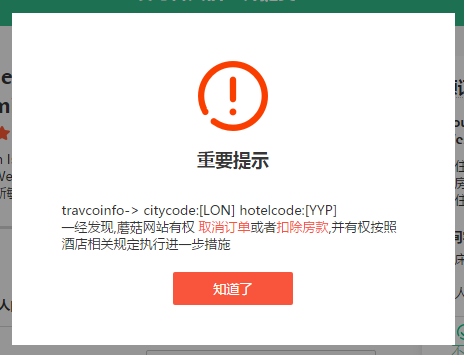 重要提示
travcoinfo-> citycode:[LON] hotelcode:[YYP]
一经发现,蘑菇网站有权 取消订单或者扣除房款,并有权按照
酒店相关规定执行进一步措施
知道了